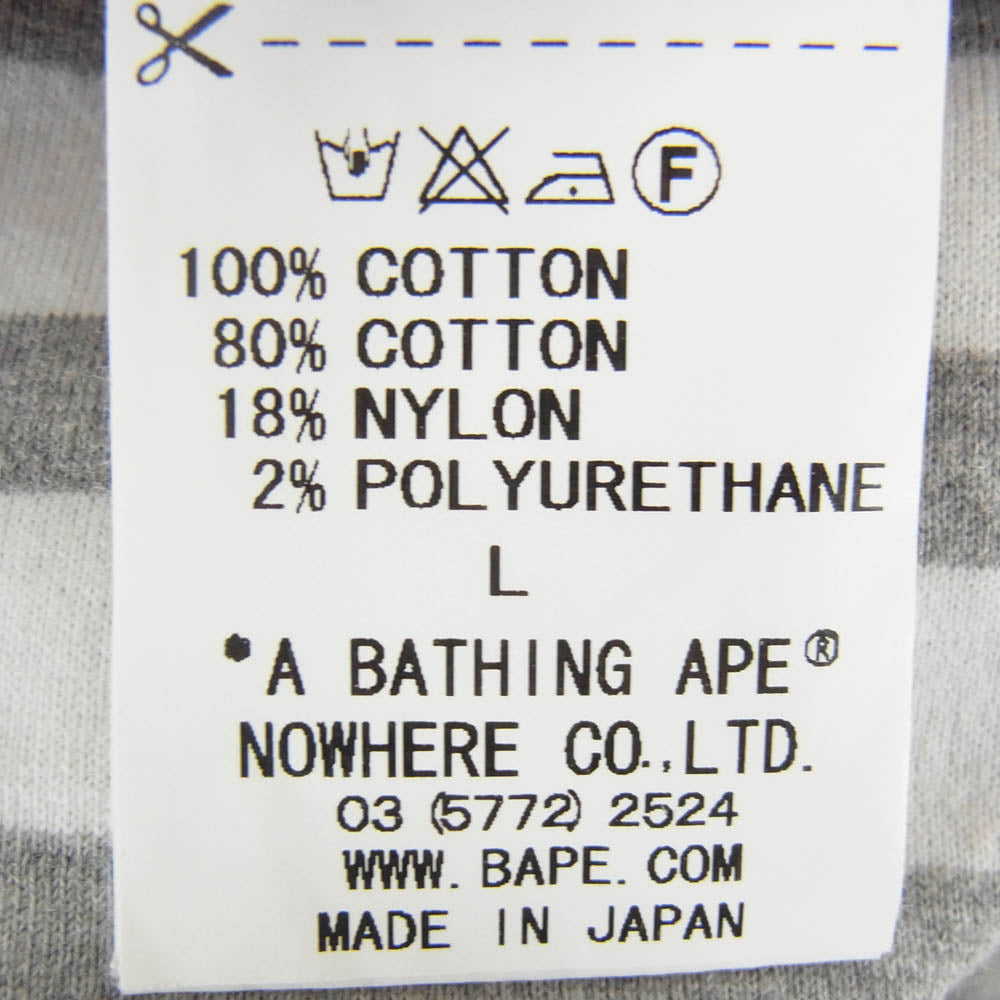 F
100% COTTON
80% COTTON
18% NYLON
2% POLYURETHANE
L
*A BATHING APE®
NOWHERE CO.,LTD.
03 (5772) 2524
WWW. BAPE. COM
MADE IN JAPAN